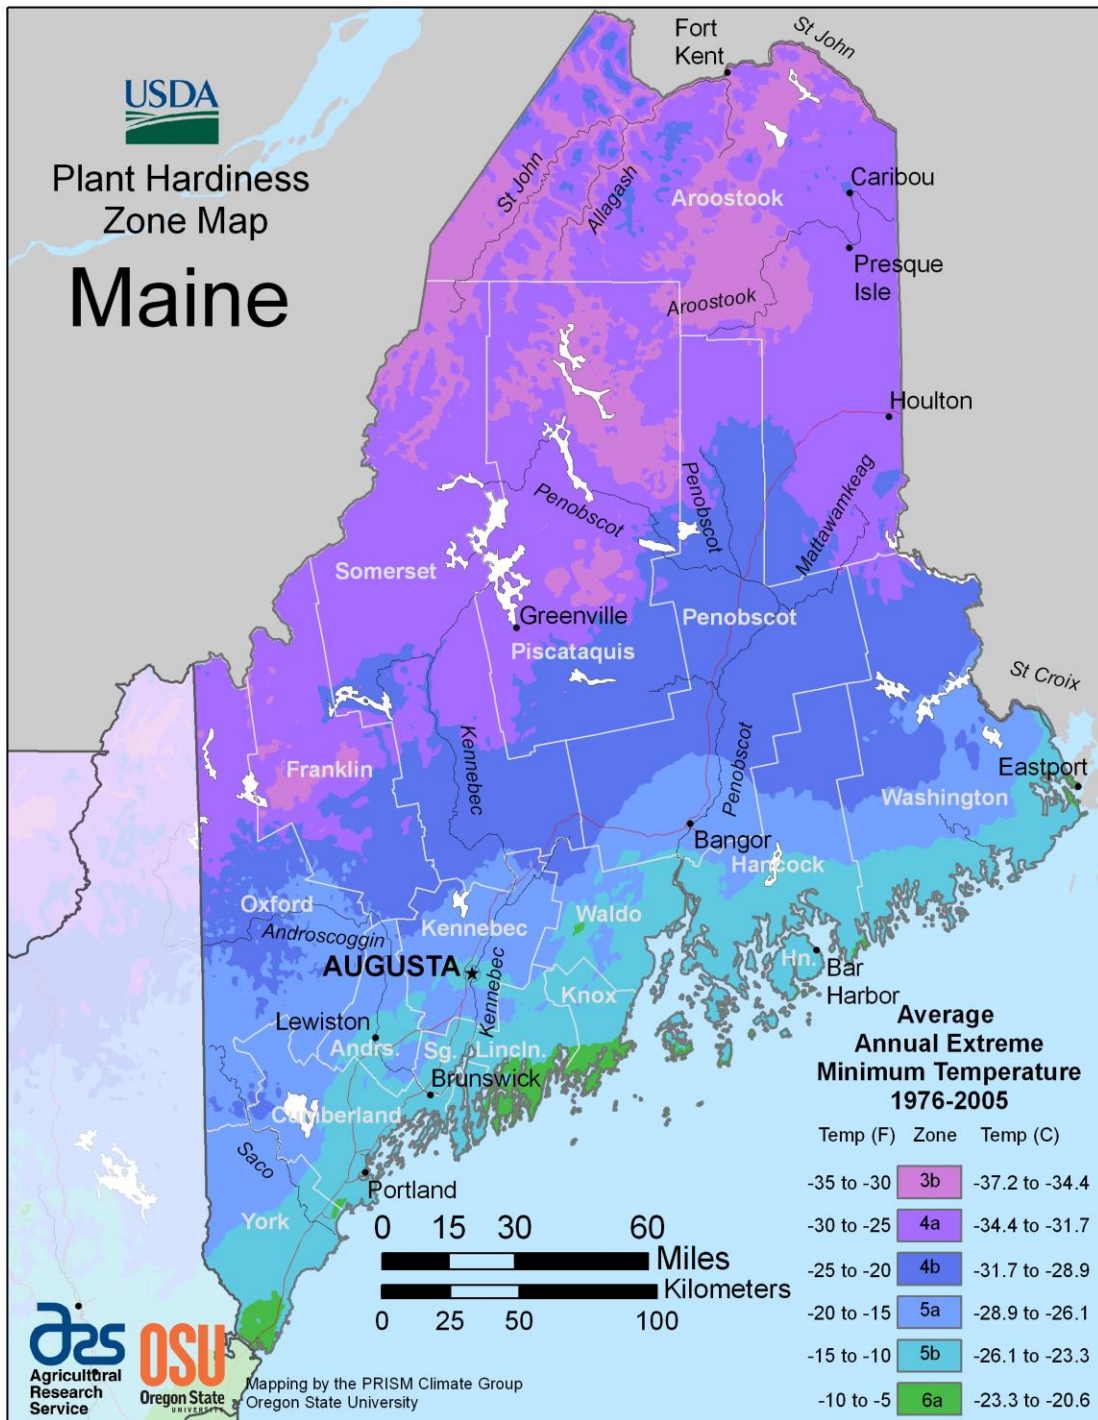 USDA
Plant Hardiness
Zone Map
Maine
Fort
Kent
St John
St John
Allagash
Aroostook
Caribou
Presque
Isle
Aroostook
Houlton
Penobscot
Penobscot
Mattawamkeag
Somerset
Greenville
Piscataquis
Penobscot
St Croix
Franklin
Kennebec
Penobscot
Eastport
Washington
Bangor
Hancock
Oxford
Androscoggin
Kennebec
Waldo
AUGUSTA
Kennebec
Knox
Hn.
Bar
Harbor
Lewiston
Andrs.
Sg.
Lincln.
Brunswick
Cumberland
Saco
Portland
York
Average
Annual Extreme
Minimum Temperature
1976-2005
Temp (F) Zone Temp (C)
-35 to -30 3b -37.2 to -34.4
-30 to -25 4a -34.4 to -31.7
-25 to -20 4b -31.7 to -28.9
-20 to -15 5a -28.9 to -26.1
-15 to -10 5b -26.1 to -23.3
-10 to -5 6a -23.3 to -20.6
0 15 30 60
Miles
Kilometers
0 25 50 100
ars
Agricultural
Research
Service
OSU
Oregon State
UNIVERSITY
Mapping by the PRISM Climate Group
Oregon State University